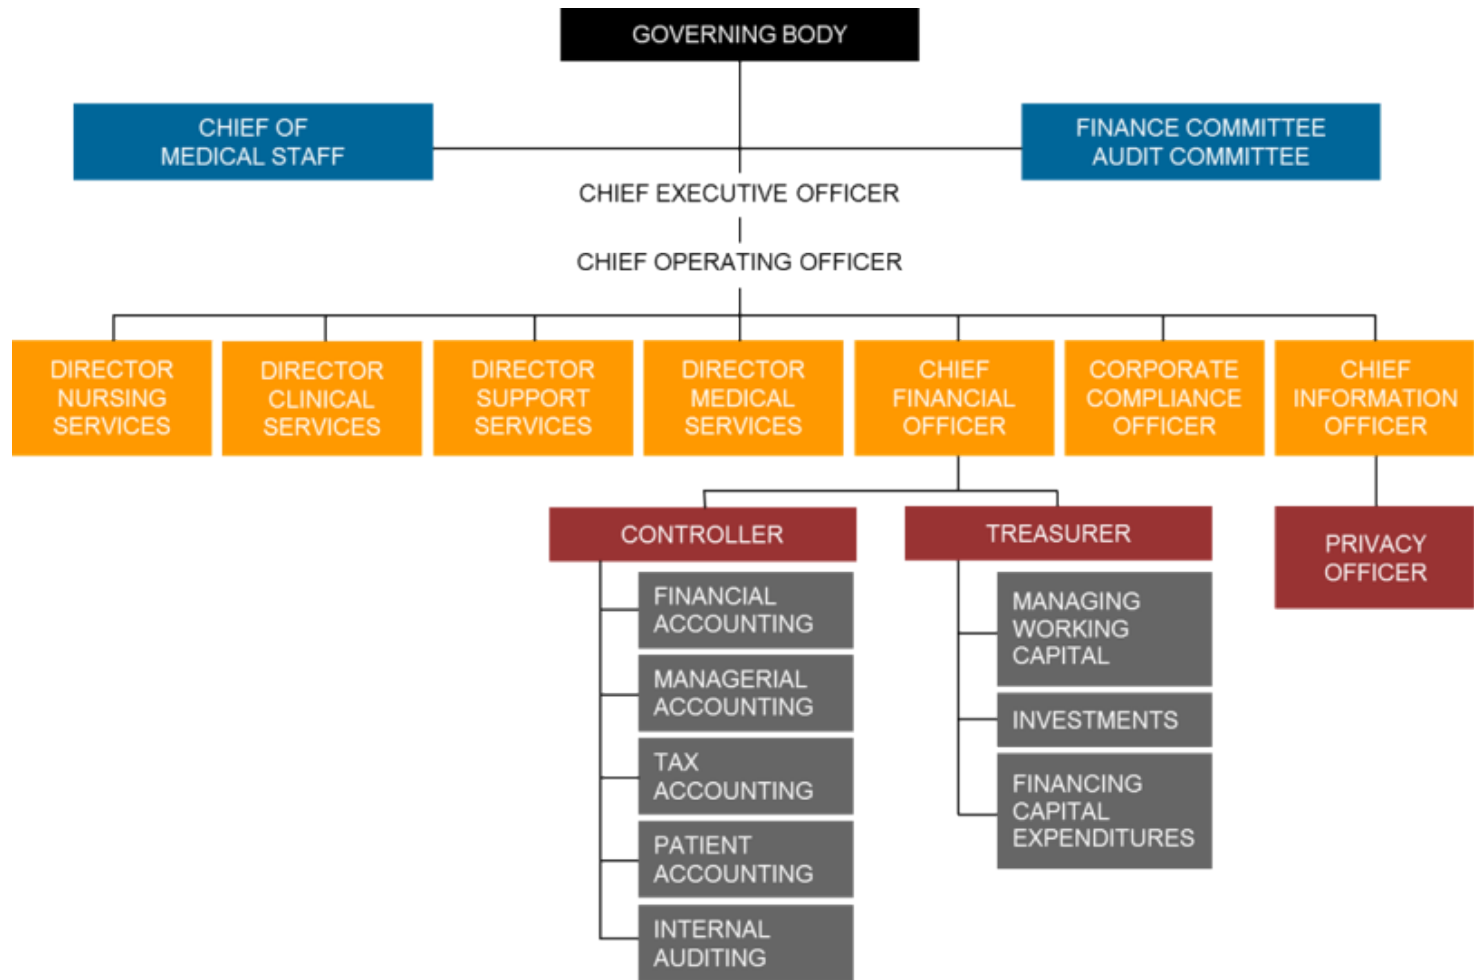 GOVERNING BODY
CHIEF OF
MEDICAL STAFF
FINANCE COMMITTEE
AUDIT COMMITTEE
CHIEF EXECUTIVE OFFICER
CHIEF OPERATING OFFICER
DIRECTOR
NURSING
SERVICES
DIRECTOR
CLINICAL
SERVICES
DIRECTOR
SUPPORT
SERVICES
DIRECTOR
MEDICAL
SERVICES
CHIEF
FINANCIAL
OFFICER
CORPORATE
COMPLIANCE
OFFICER
CHIEF
INFORMATION
OFFICER
CONTROLLER
FINANCIAL
ACCOUNTING
MANAGERIAL
ACCOUNTING
TAX
ACCOUNTING
PATIENT
ACCOUNTING
INTERNAL
AUDITING
TREASURER
MANAGING
WORKING
CAPITAL
INVESTMENTS
FINANCING
CAPITAL
EXPENDITURES
PRIVACY
OFFICER